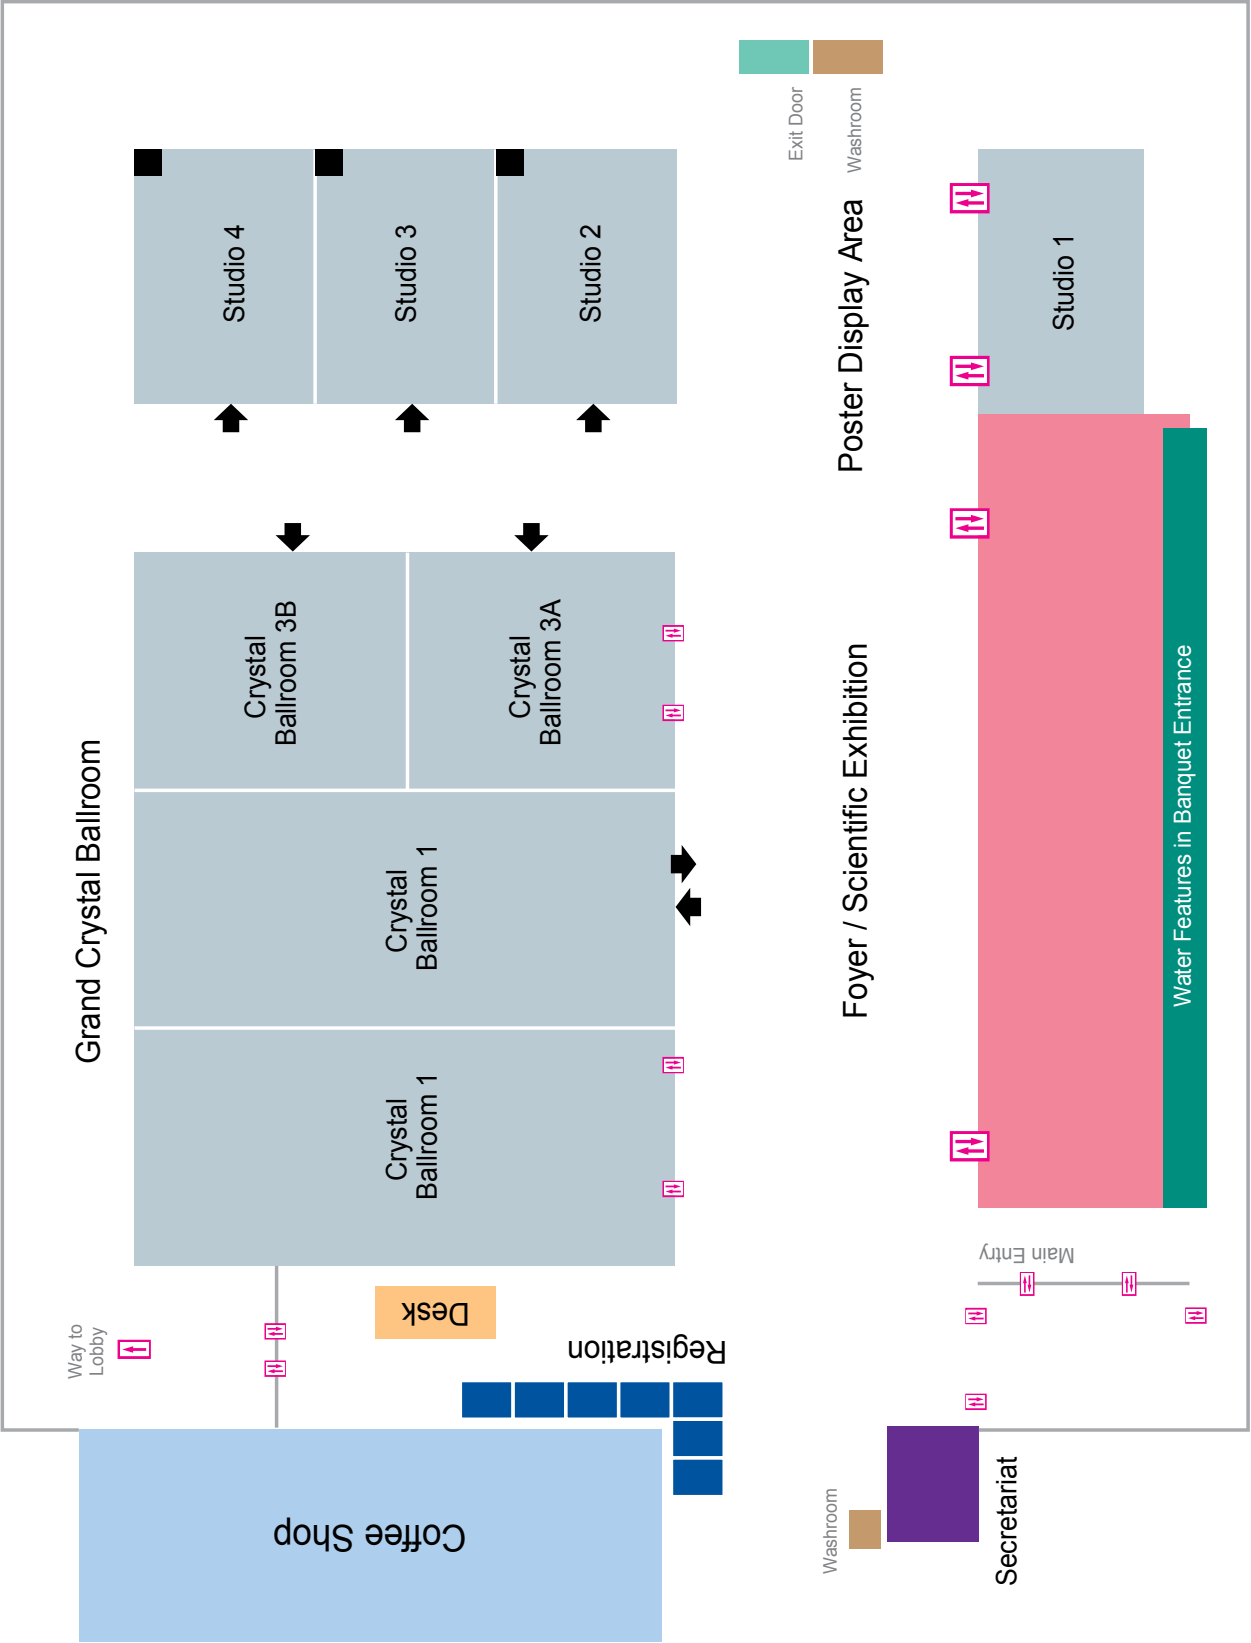 Exit Door
Washroom
Studio 4
Studio 3
Studio 2
Poster Display Area
Studio 1
Grand Crystal Ballroom
Crystal
Ballroom 3B
Crystal
Ballroom 3A
Crystal
Ballroom 1
Crystal
Ballroom 1
Foyer / Scientific Exhibition
Water Features in Banquet Entrance
Main Entry
Way to
Lobby
Desk
Registration
Coffee Shop
Washroom
Secretariat